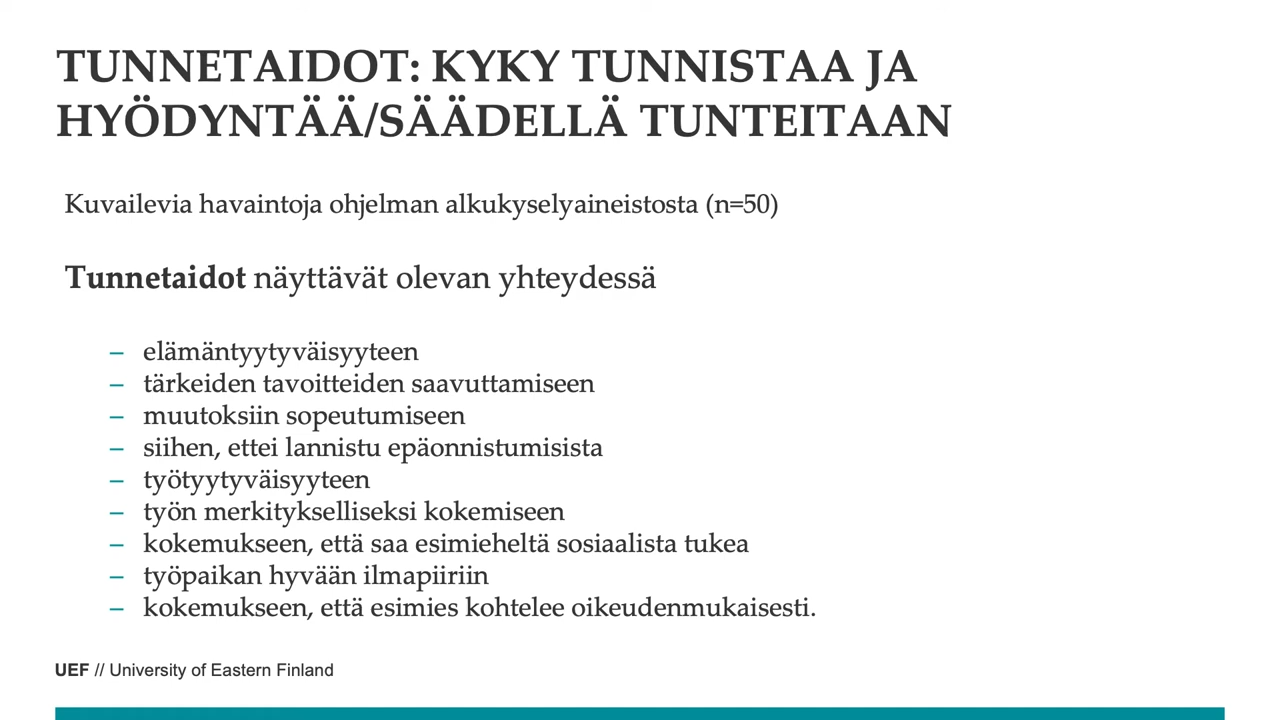 TUNNETAIDOT: KYKY TUNNISTAA JA
HYÖDYNTÄÄ/SÄÄDELLÄ TUNTEITAAN
Kuvailevia havaintoja ohjelman alkukyselyaineistosta (n=50)
Tunnetaidot näyttävät olevan yhteydessä
– elämäntyytyväisyyteen
– tärkeiden tavoitteiden saavuttamiseen
– muutoksiin sopeutumiseen
– siihen, ettei lannistu epäonnistumisista
– työtyytyväisyyteen
– työn merkitykselliseksi kokemiseen
– kokemukseen, että saa esimieheltä sosiaalista tukea
– työpaikan hyvään ilmapiiriin
– kokemukseen, että esimies kohtelee oikeudenmukaisesti.
UEF // University of Eastern Finland